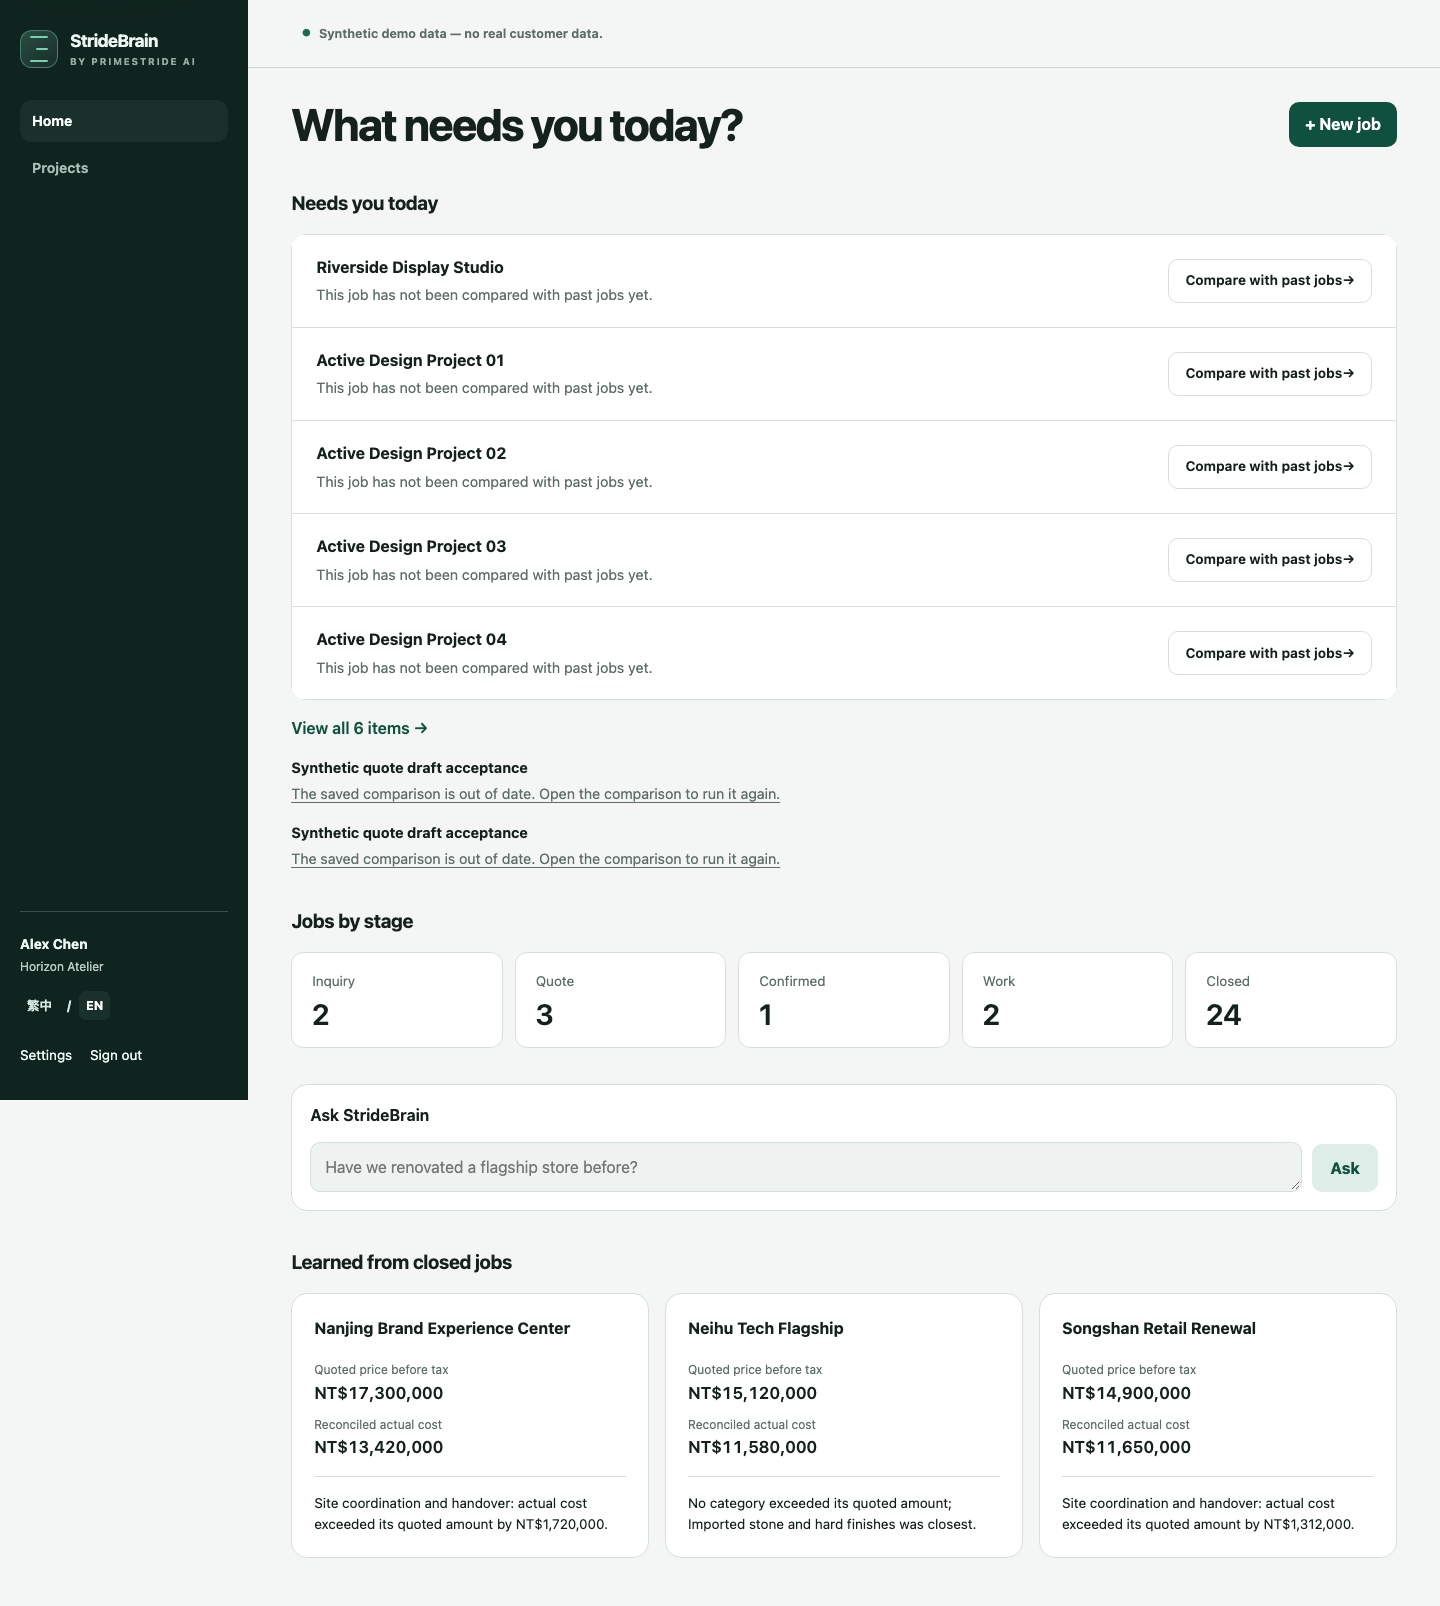 StrideBrain
BY PRIMESTRIDE AI
Home
Projects
Alex Chen
Horizon Atelier
繁中 / EN
Settings Sign out
Synthetic demo data — no real customer data.
What needs you today?
+ New job
Needs you today
Riverside Display Studio
This job has not been compared with past jobs yet.
Compare with past jobs→
Active Design Project 01
This job has not been compared with past jobs yet.
Compare with past jobs→
Active Design Project 02
This job has not been compared with past jobs yet.
Compare with past jobs→
Active Design Project 03
This job has not been compared with past jobs yet.
Compare with past jobs→
Active Design Project 04
This job has not been compared with past jobs yet.
Compare with past jobs→
View all 6 items →
Synthetic quote draft acceptance
The saved comparison is out of date. Open the comparison to run it again.
Synthetic quote draft acceptance
The saved comparison is out of date. Open the comparison to run it again.
Jobs by stage
Inquiry
2
Quote
3
Confirmed
1
Work
2
Closed
24
Ask StrideBrain
Have we renovated a flagship store before?
Ask
Learned from closed jobs
Nanjing Brand Experience Center
Quoted price before tax
NT$17,300,000
Reconciled actual cost
NT$13,420,000
Site coordination and handover: actual cost
exceeded its quoted amount by NT$1,720,000.
Neihu Tech Flagship
Quoted price before tax
NT$15,120,000
Reconciled actual cost
NT$11,580,000
No category exceeded its quoted amount;
Imported stone and hard finishes was closest.
Songshan Retail Renewal
Quoted price before tax
NT$14,900,000
Reconciled actual cost
NT$11,650,000
Site coordination and handover: actual cost
exceeded its quoted amount by NT$1,312,000.